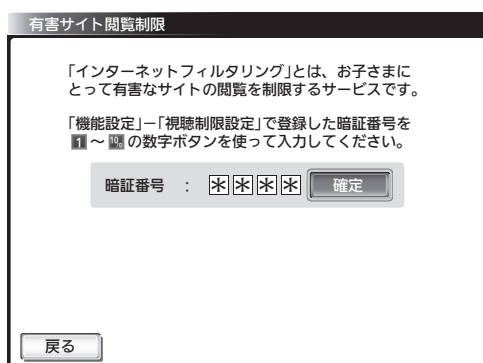 有害サイト閲覧制限
「インターネットフィルタリング」とは、お子さまに
とって有害なサイトの閲覧を制限するサービスです。
「機能設定」－「視聴制限設定」で登録した暗証番号を
1 ～ 10 の数字ボタンを使って入力してください。
暗証番号 : ＊＊＊＊ 確定
戻る